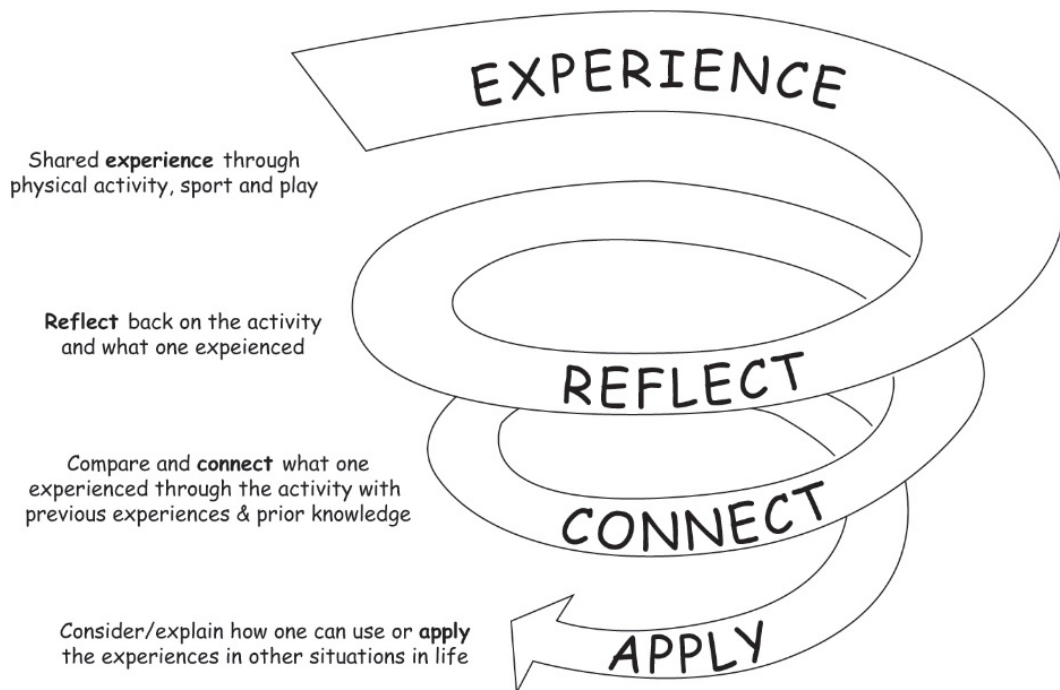 EXPERIENCE
Shared experience through
physical activity, sport and play
Reflect back on the activity
and what one expeienced
REFLECT
Compare and connect what one
experienced through the activity with
previous experiences & prior knowledge
CONNECT
Consider/explain how one can use or apply
the experiences in other situations in life
APPLY